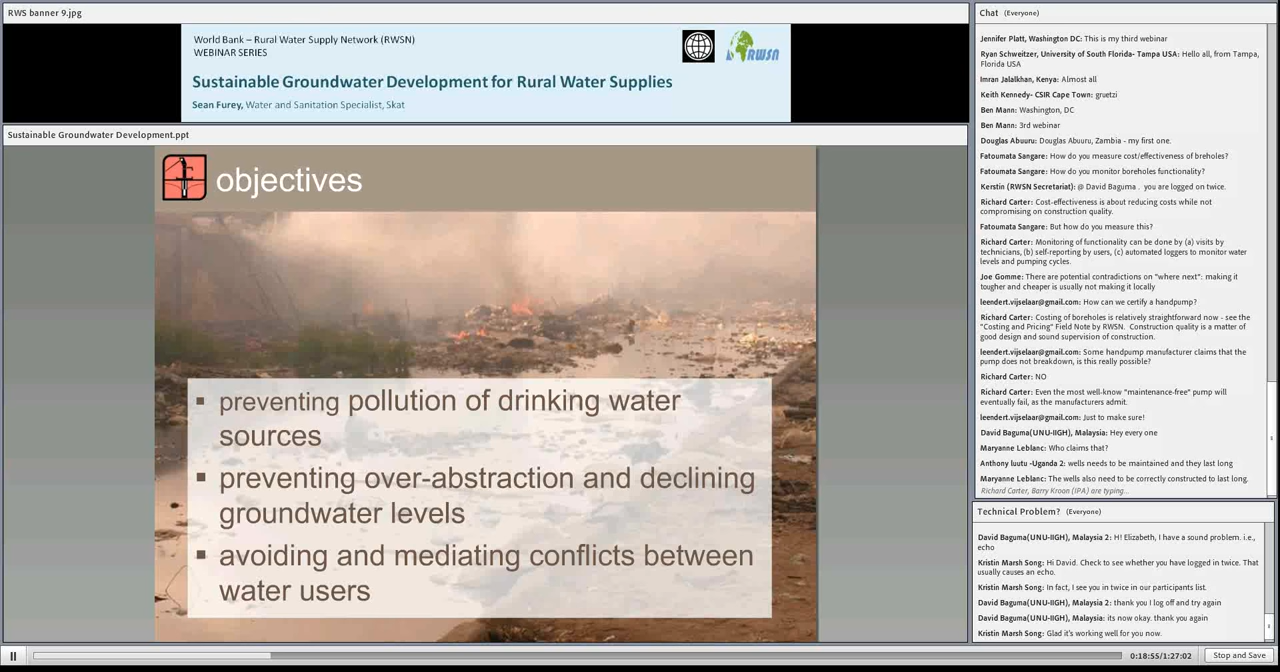 RWS banner 9.jpg
World Bank – Rural Water Supply Network (RWSN)
WEBINAR SERIES
RWSN
Sustainable Groundwater Development for Rural Water Supplies
Sean Furey, Water and Sanitation Specialist, Skat
Sustainable Groundwater Development.ppt
objectives
▪ preventing pollution of drinking water
sources
▪ preventing over-abstraction and declining
groundwater levels
▪ avoiding and mediating conflicts between
water users
Chat (Everyone)
Jennifer Platt, Washington DC: This is my third webinar
Ryan Schweitzer, University of South Florida- Tampa USA: Hello all, from Tampa,
Florida USA
Imran Jalalkhan, Kenya: Almost all
Keith Kennedy- CSIR Cape Town: gruetzi
Ben Mann: Washington, DC
Ben Mann: 3rd webinar
Douglas Abuuru: Douglas Abuuru, Zambia - my first one.
Fatoumata Sangare: How do you measure cost/effectiveness of breholes?
Fatoumata Sangare: How do you monitor boreholes functionality?
Kerstin (RWSN Secretariat): @ David Baguma . you are logged on twice.
Richard Carter: Cost-effectiveness is about reducing costs while not
compromising on construction quality.
Fatoumata Sangare: But how do you measure this?
Richard Carter: Monitoring of functionality can be done by (a) visits by
technicians, (b) self-reporting by users, (c) automated loggers to monitor water
levels and pumping cycles.
Joe Gomme: There are potential contradictions on "where next": making it
tougher and cheaper is usually not making it locally
leendert.vijselaar@gmail.com: How can we certify a handpump?
Richard Carter: Costing of boreholes is relatively straightforward now - see the
"Costing and Pricing" Field Note by RWSN. Construction quality is a matter of
good design and sound supervision of construction.
leendert.vijselaar@gmail.com: Some handpump manufacturer claims that the
pump does not breakdown, is this really possible?
Richard Carter: NO
Richard Carter: Even the most well-know "maintenance-free" pump will
eventually fail, as the manufacturers admit.
leendert.vijselaar@gmail.com: Just to make sure!
David Baguma(UNU-IIGH), Malaysia: Hey every one
Maryanne Leblanc: Who claims that?
Anthony luutu -Uganda 2: wells needs to be maintained and they last long
Maryanne Leblanc: The wells also need to be correctly constructed to last long.
Richard Carter, Barry Kroon (IPA) are typing...
Technical Problem? (Everyone)
David Baguma(UNU-IIGH), Malaysia 2: H! Elizabeth, I have a sound problem. i.e.,
echo
Kristin Marsh Song: Hi David. Check to see whether you have logged in twice. That
usually causes an echo.
Kristin Marsh Song: In fact, I see you in twice in our participants list.
David Baguma(UNU-IIGH), Malaysia 2: thank you I log off and try again
David Baguma(UNU-IIGH), Malaysia: its now okay. thank you again
Kristin Marsh Song: Glad it's working well for you now.
0:18:55/1:27:02
Stop and Save